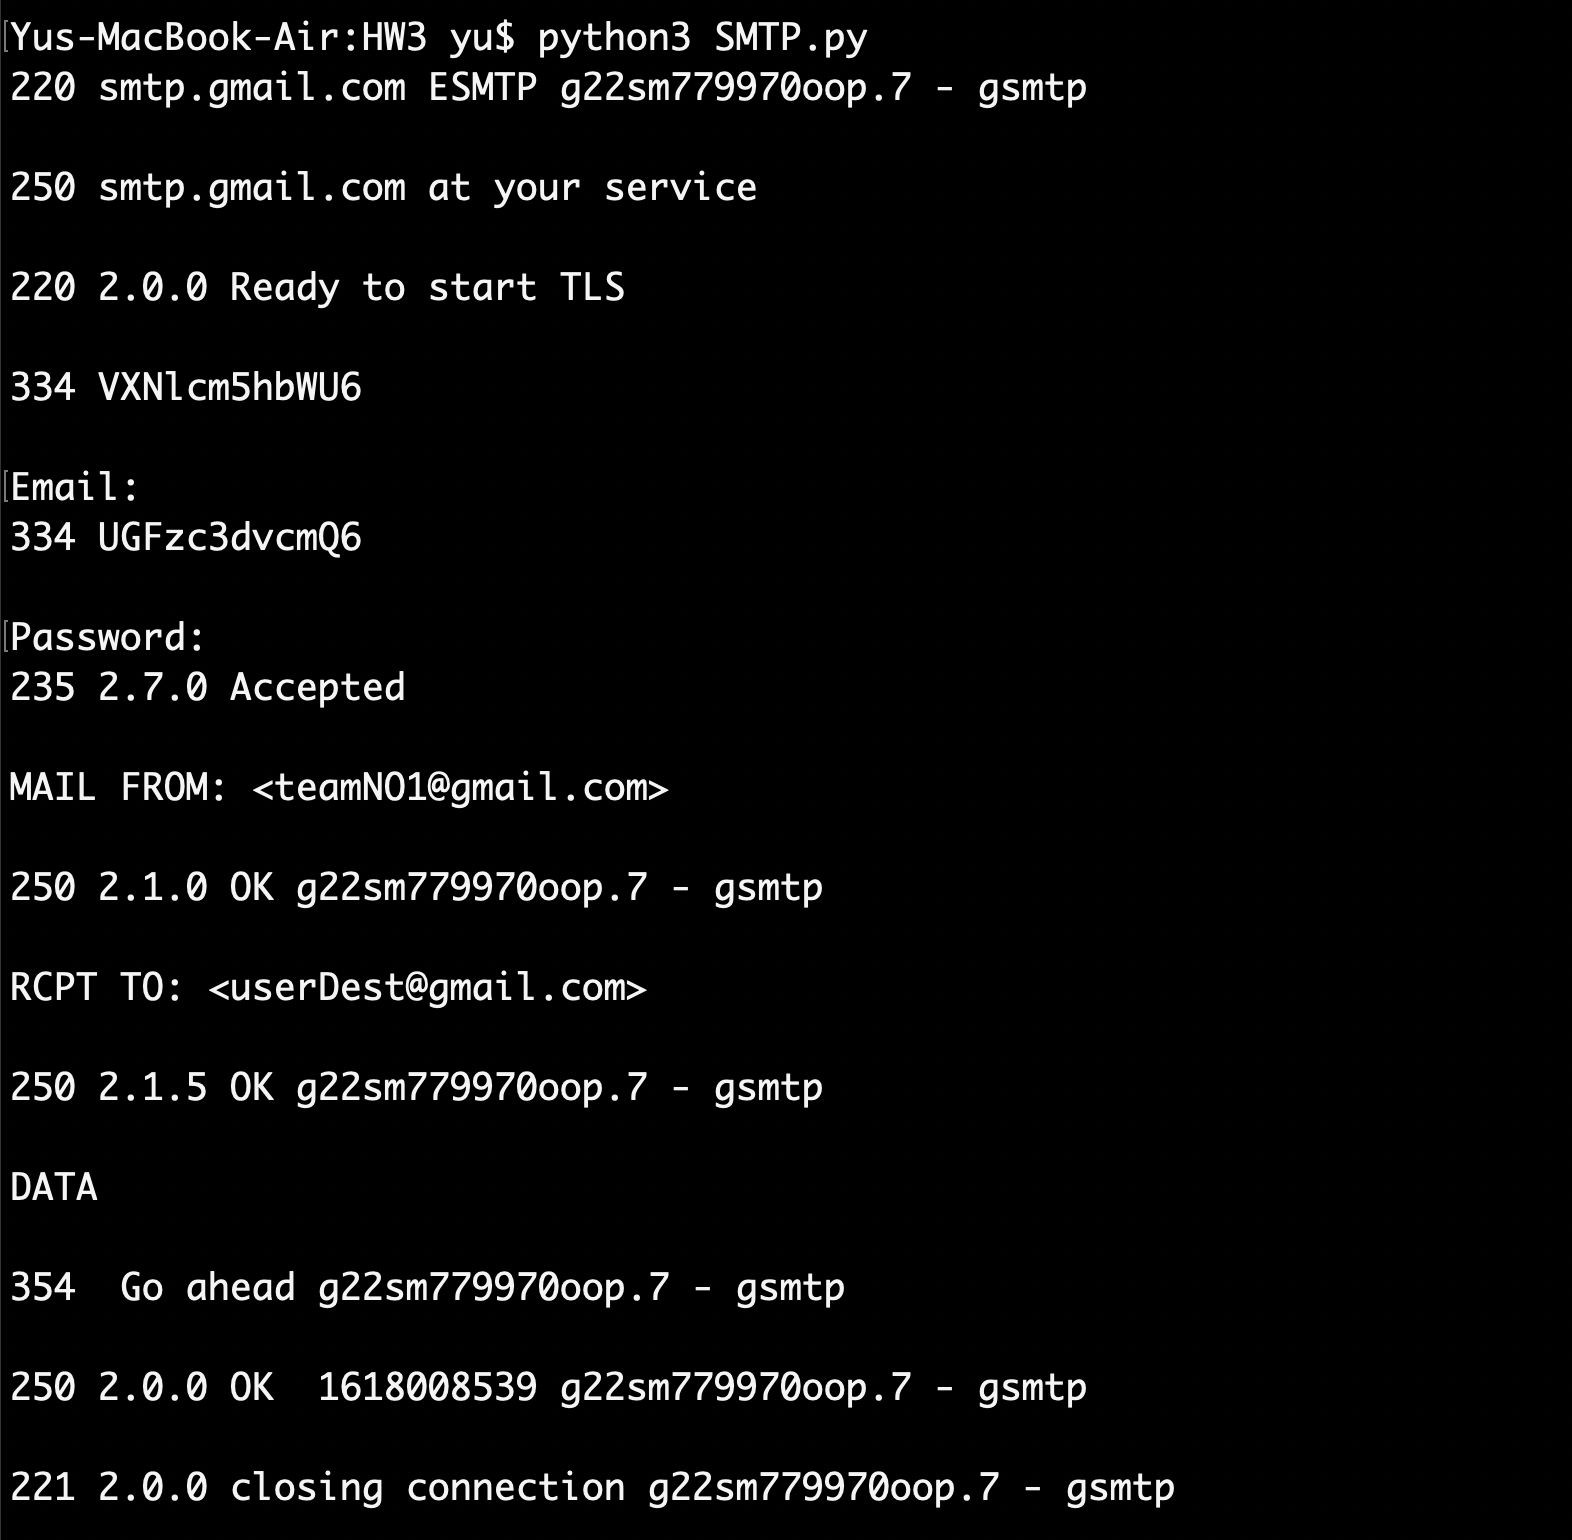 Yus-MacBook-Air:HW3 yu$ python3 SMTP.py
220 smtp.gmail.com ESMTP g22sm779970oop.7 - gsmtp
250 smtp.gmail.com at your service
220 2.0.0 Ready to start TLS
334 VXNlcm5hbWU6
Email:
334 UGFzc3dvcmQ6
Password:
235 2.7.0 Accepted
MAIL FROM: <teamNO1@gmail.com>
250 2.1.0 OK g22sm779970oop.7 - gsmtp
RCPT TO: <userDest@gmail.com>
250 2.1.5 OK g22sm779970oop.7 - gsmtp
DATA
354  Go ahead g22sm779970oop.7 - gsmtp
250 2.0.0 OK  1618008539 g22sm779970oop.7 - gsmtp
221 2.0.0 closing connection g22sm779970oop.7 - gsmtp